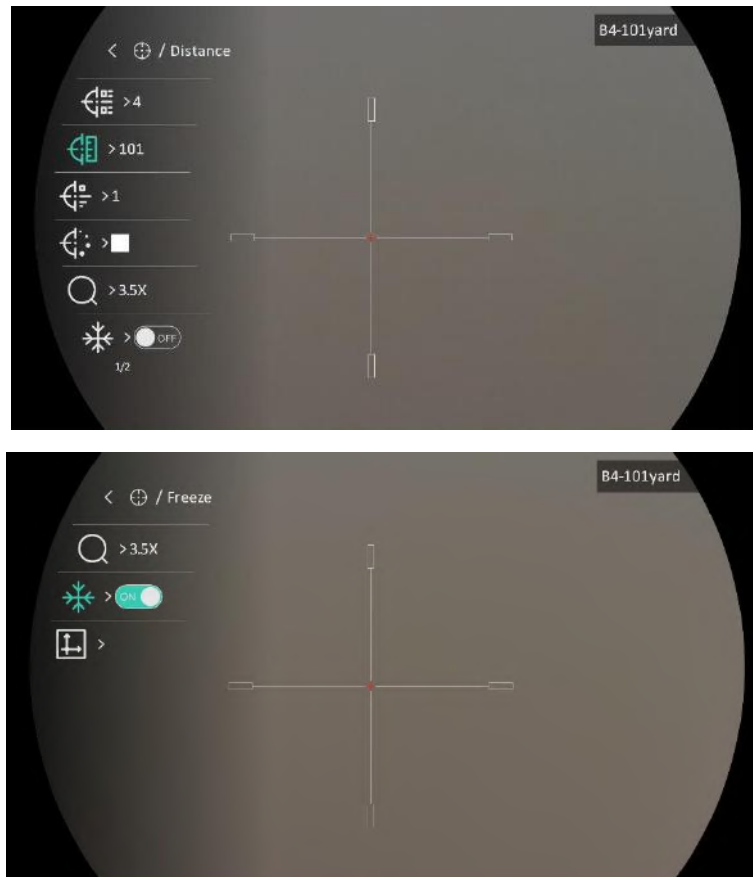 B4-101yard
< / Distance
>4
>101
>1
>
>3.5X
> OFF
1/2
B4-101yard
< / Freeze
>3.5X
> ON
>